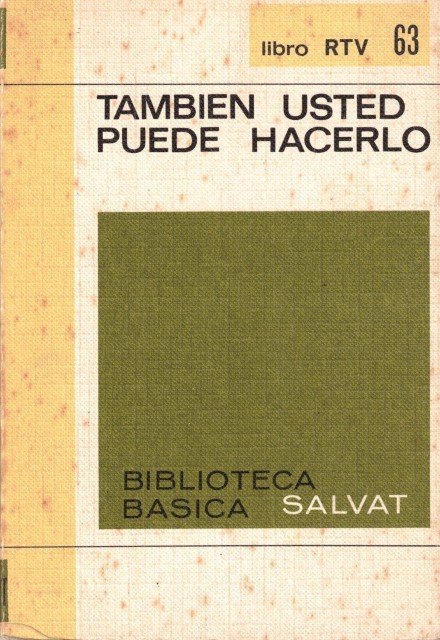 libro RTV 63
TAMBIEN USTED
PUEDE HACERLO
BIBLIOTECA
BASICA SALVAT